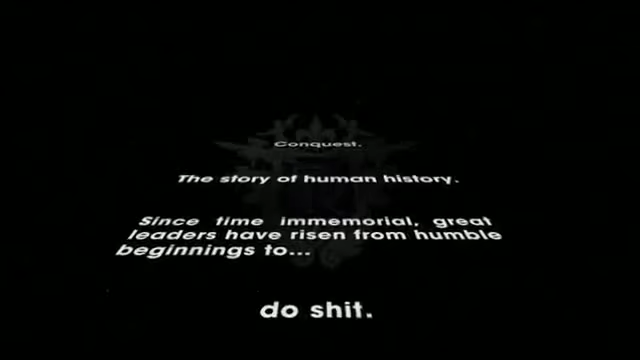 Conquest.
The story of human history.
Since time immemorial, great
leaders have risen from humble
beginnings to...
do shit.